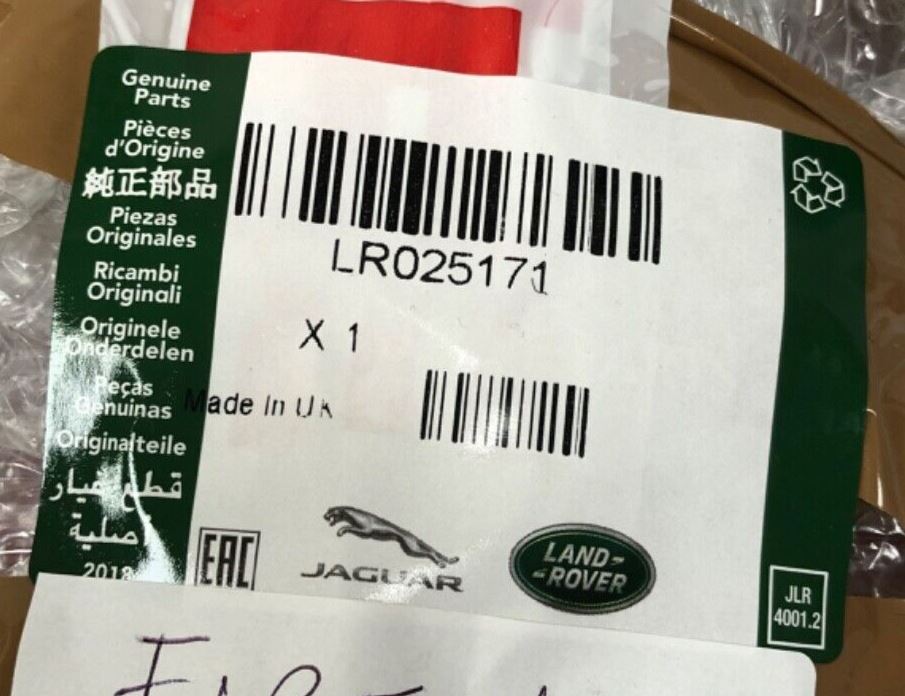 Genuine
Parts
Pièces
d'Origine
純正部品
Piezas
Originales
Ricambi
Originali
Originele
Onderdelen
Peças
Genuinas
Originalteile
قطع غيار
صلية
2018
LR025171
X 1
Made In UK
EAC
JAGUAR
LAND-
-ROVER
JLR
4001.2